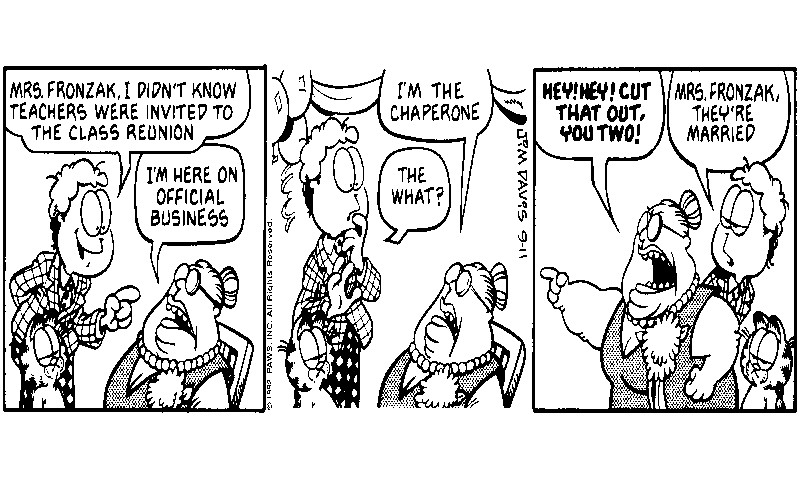 MRS. FRONZAK, I DIDN'T KNOW
TEACHERS WERE INVITED TO
THE CLASS REUNION
I'M HERE ON
OFFICIAL
BUSINESS
I'M THE
CHAPERONE
THE
WHAT?
© 1992 PAWS, INC. All Rights Reserved.
JIM DAVIS 9-11
HEY! HEY! CUT
THAT OUT,
YOU TWO!
MRS. FRONZAK,
THEY'RE
MARRIED